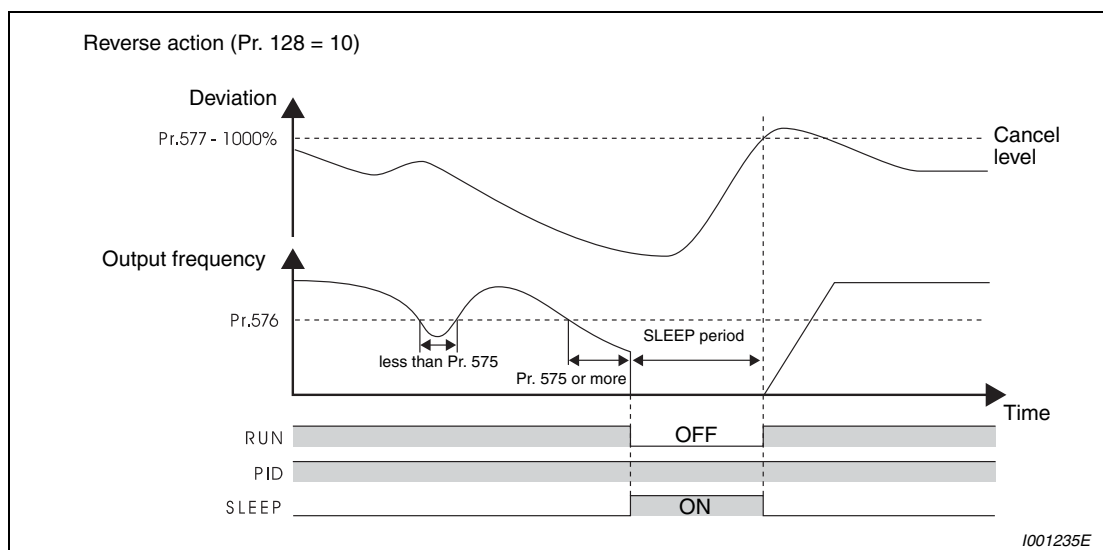 Reverse action (Pr. 128 = 10)
Deviation
Pr.577 - 1000%
Cancel
level
Output frequency
Pr.576
SLEEP period
less than Pr. 575
Pr. 575 or more
Time
RUN
OFF
PID
SLEEP
ON
I001235E